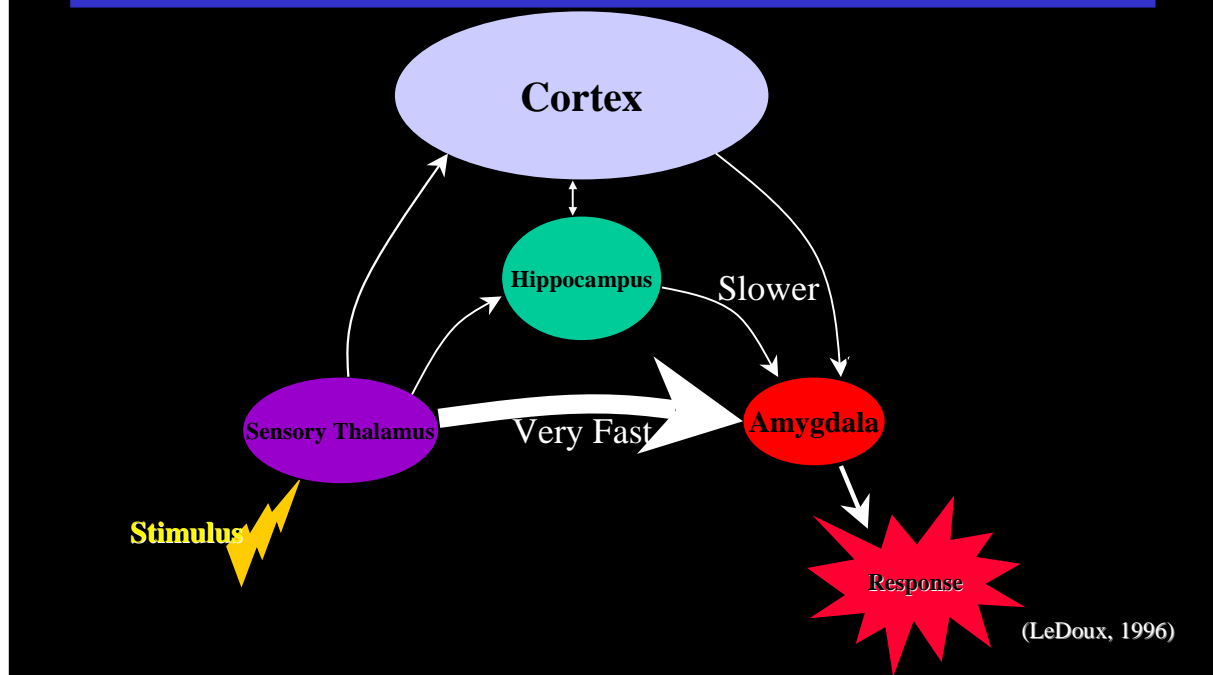 Cortex
Hippocampus
Slower
Sensory Thalamus
Very Fast
Amygdala
Stimulus
Response
(LeDoux, 1996)